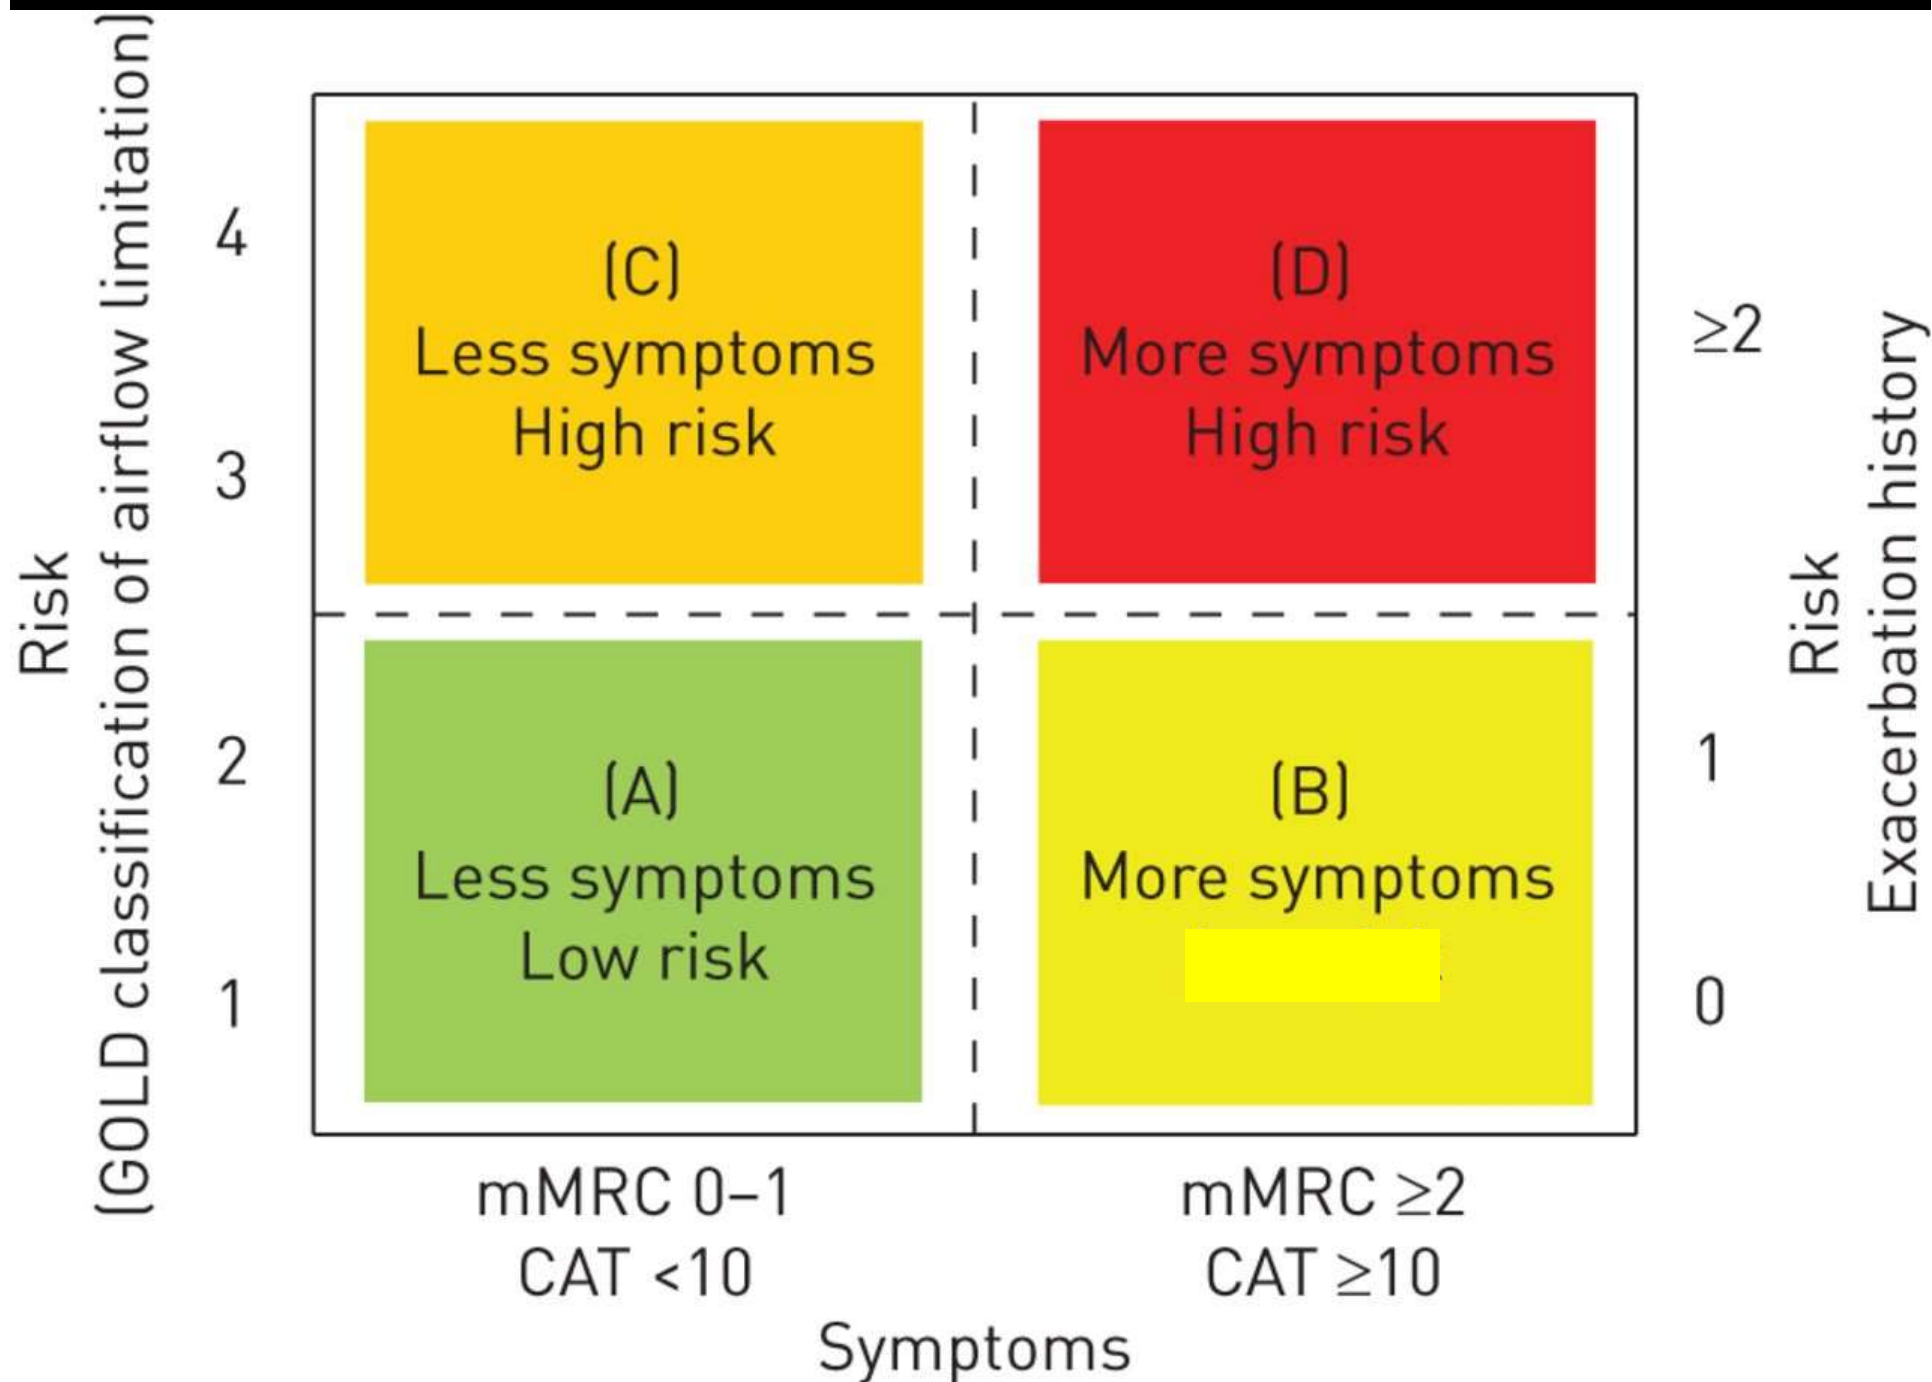 Risk
(GOLD classification of airflow limitation)
4
3
2
1
(C)
Less symptoms
High risk
(D)
More symptoms
High risk
(A)
Less symptoms
Low risk
(B)
More symptoms
≥2
1
0
Risk
Exacerbation history
mMRC 0–1
CAT <10
mMRC ≥2
CAT ≥10
Symptoms